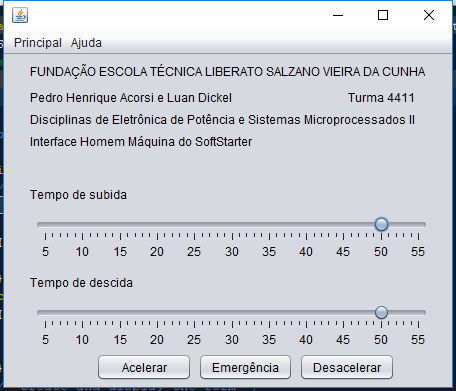 Principal Ajuda
FUNDAÇÃO ESCOLA TÉCNICA LIBERATO SALZANO VIEIRA DA CUNHA
Pedro Henrique Acorsi e Luan Dickel Turma 4411
Disciplinas de Eletrônica de Potência e Sistemas Microprocessados II
Interface Homem Máquina do SoftStarter
Tempo de subida
5 10 15 20 25 30 35 40 45 50 55
Tempo de descida
5 10 15 20 25 30 35 40 45 50 55
Acelerar Emergência Desacelerar